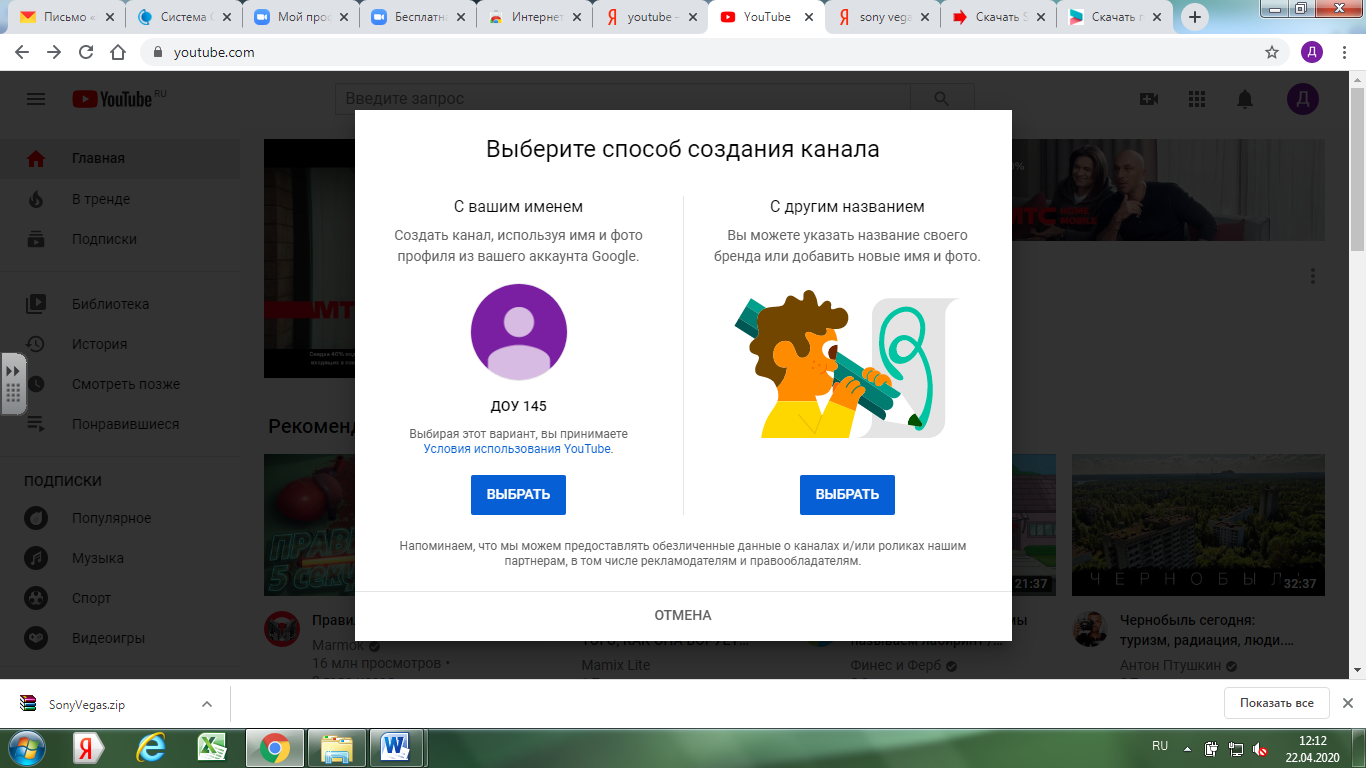 Письмо «
Система
Мой прос
Бесплатн
Интернет
youtube –
YouTube
sony vega
Скачать S
Скачать п
youtube.com
Д
YouTube RU
Введите запрос
Д
Главная
В тренде
Подписки
Библиотека
История
Смотреть позже
Понравившиеся
ПОДПИСКИ
Популярное
Музыка
Спорт
Видеоигры
Выберите способ создания канала
С вашим именем
Создать канал, используя имя и фото
профиля из вашего аккаунта Google.
ДОУ 145
Выбирая этот вариант, вы принимаете
Условия использования YouTube.
ВЫБРАТЬ
С другим названием
Вы можете указать название своего
бренда или добавить новые имя и фото.
ВЫБРАТЬ
Напоминаем, что мы можем предоставлять обезличенные данные о каналах и/или роликах нашим
партнерам, в том числе рекламодателям и правообладателям.
ОТМЕНА
МТС
Рекомен
5 СЕКУ
21:37
ЧЕРНОБЫЛ
32:37
Marmok
16 млн просмотров •
Mamix Lite
Финес и Ферб
Чернобыль сегодня:
туризм, радиация, люди....
Антон Птушкин
SonyVegas.zip
Показать все
RU
12:12
22.04.2020